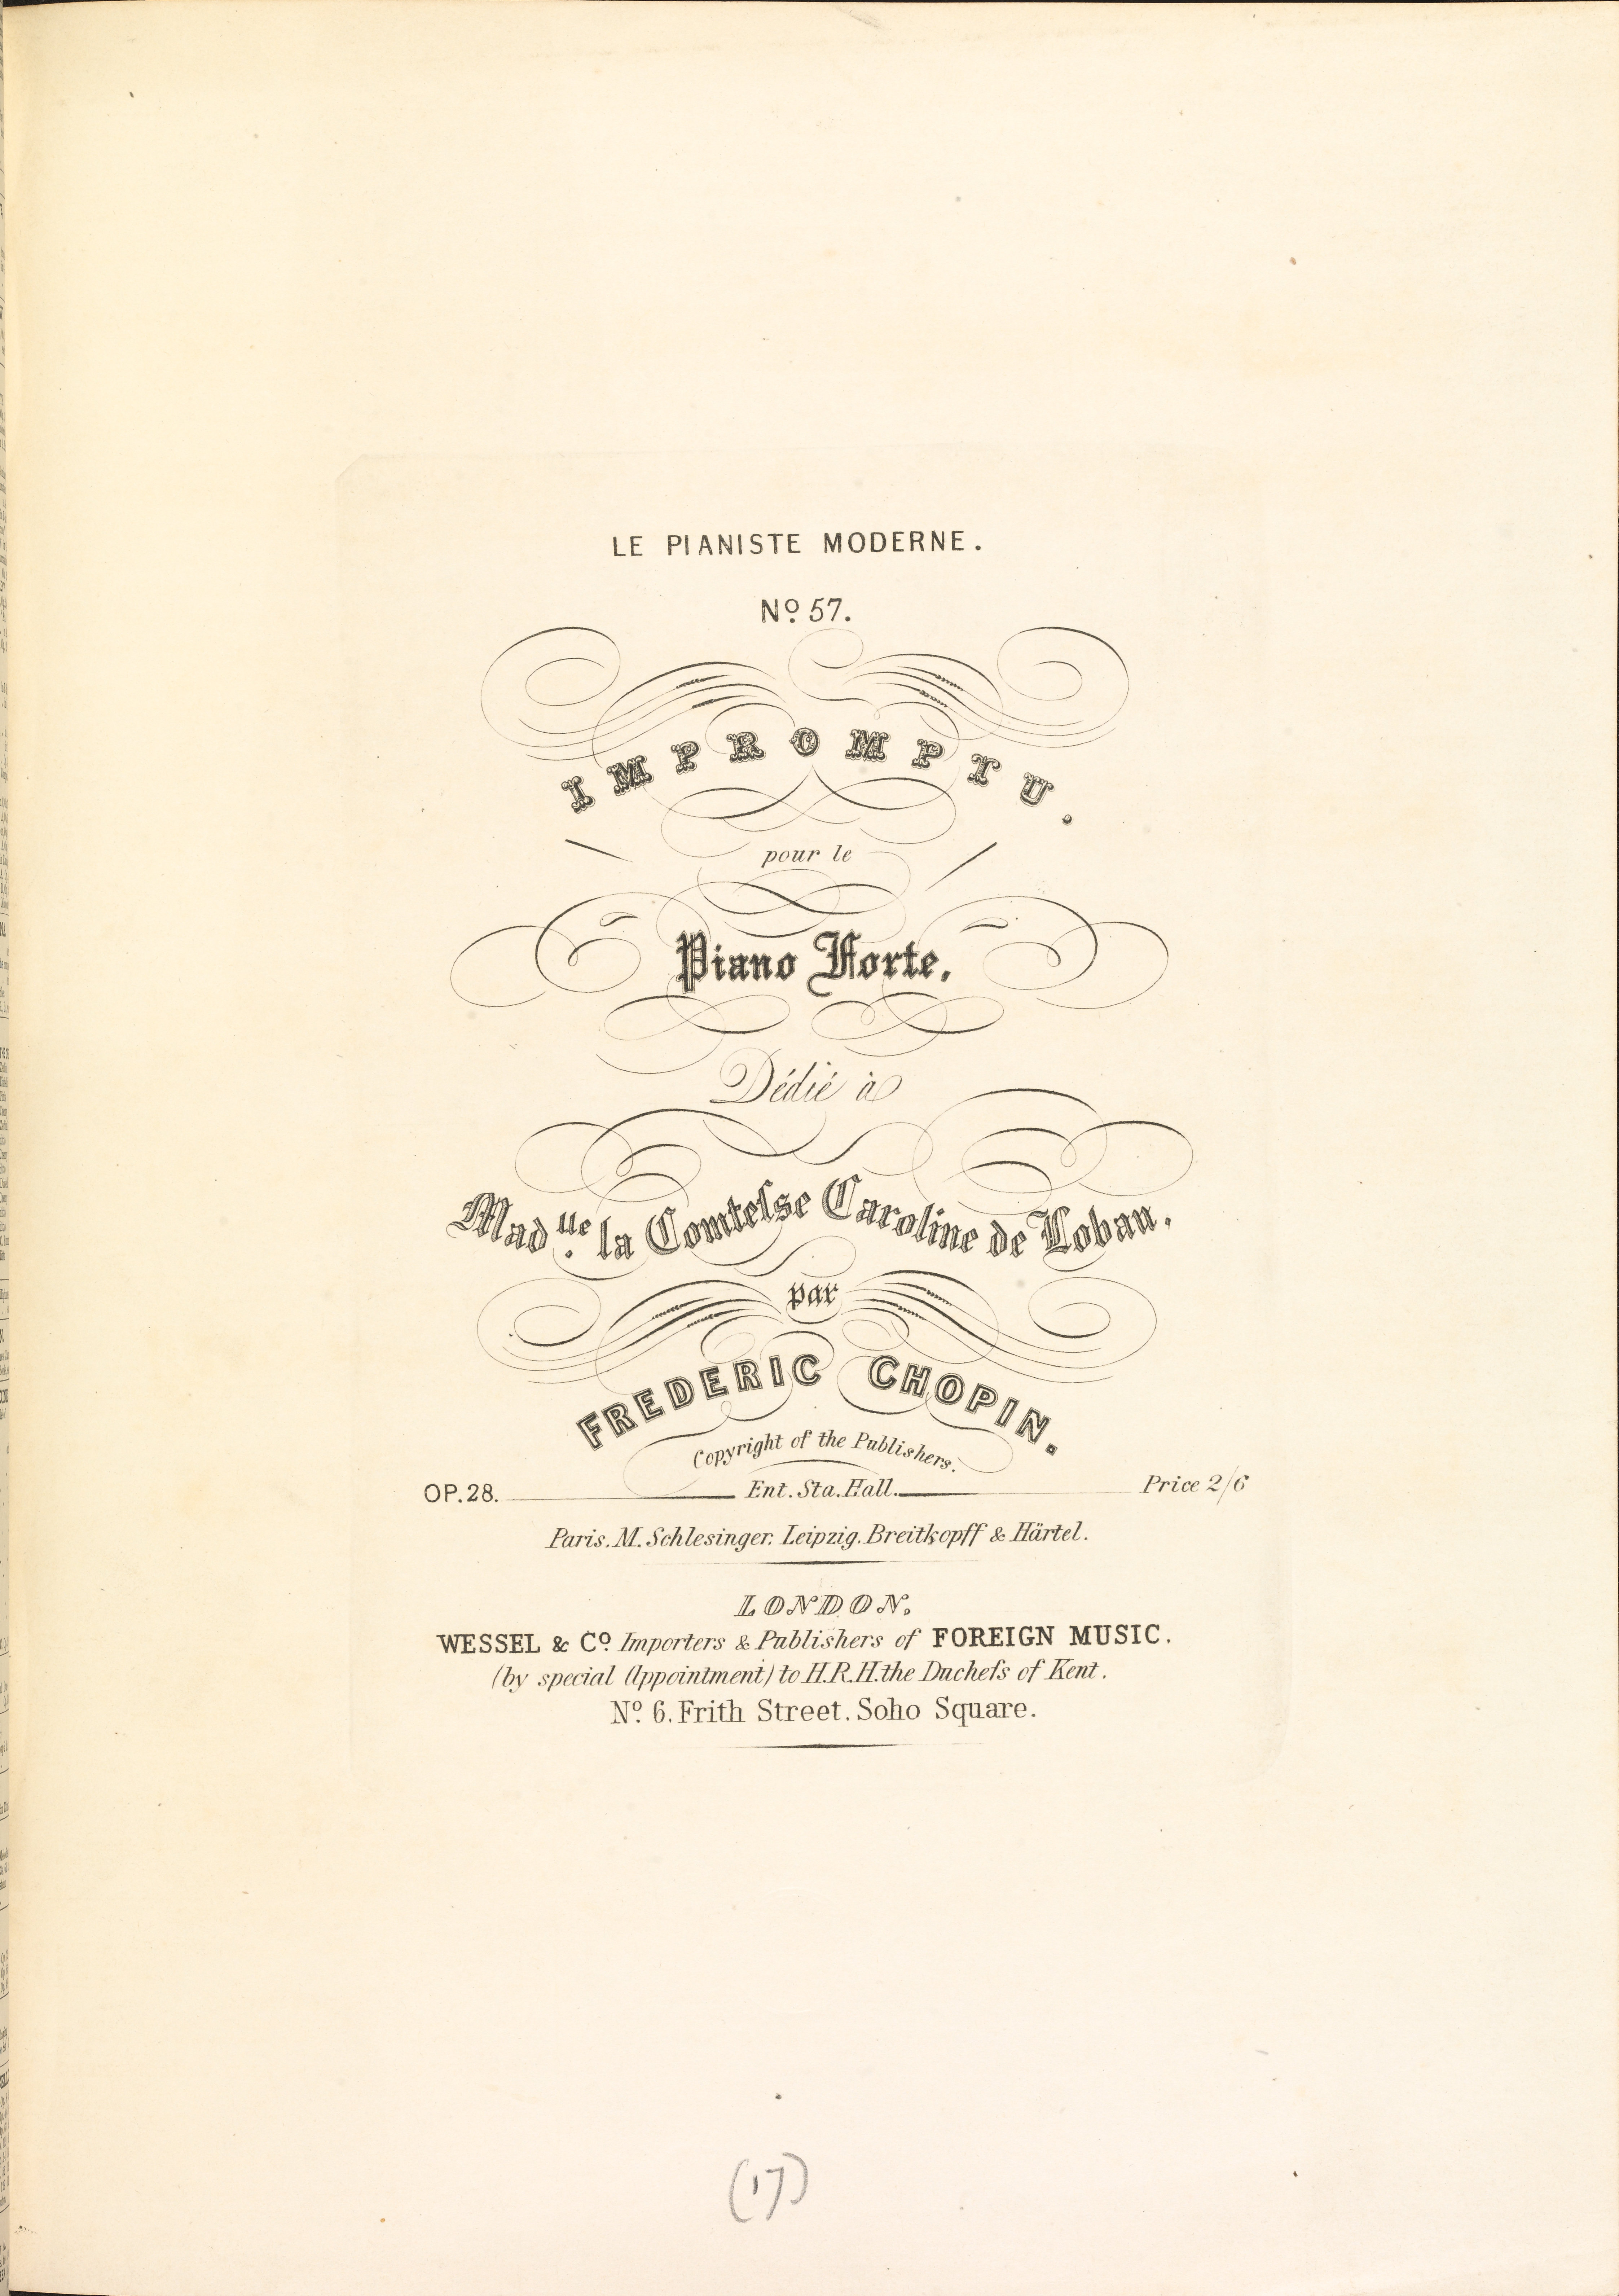 LE PIANISTE MODERNE.
Nº 57.
IMPROMPTU.
pour le
Piano Forte,
Dédié à
Madlle. la Comteſse Caroline de Lobau,
par
FREDERIC CHOPIN.
Copyright of the Publishers.
OP. 28. Ent. Sta. Hall. Price 2/6
Paris. M. Schlesinger. Leipzig. Breitkopff & Härtel.
LONDON.
WESSEL & Cº Importers & Publishers of FOREIGN MUSIC.
(by special Appointment) to H.R.H. the Ducheſs of Kent.
Nº 6. Frith Street. Soho Square.
(17)